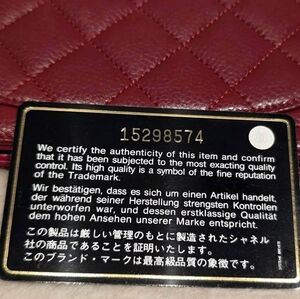 15298574
We certify the authenticity of this item and confirm
that it has been subjected to the most exacting quality
control. Its high quality is a symbol of the fine reputation
of the Trademark.
Wir bestätigen, dass es sich um einen Artikel handelt,
der während seiner Herstellung strengsten Kontrollen
unterworfen war, und dessen erstklassige Qualität
dem hohen Ansehen unserer Marke entspricht.
この製品は厳しい管理のもとに製造されたシャネル
社の商品であることを証明いたします。
このブランド・マークは最高級品質の象徴です。